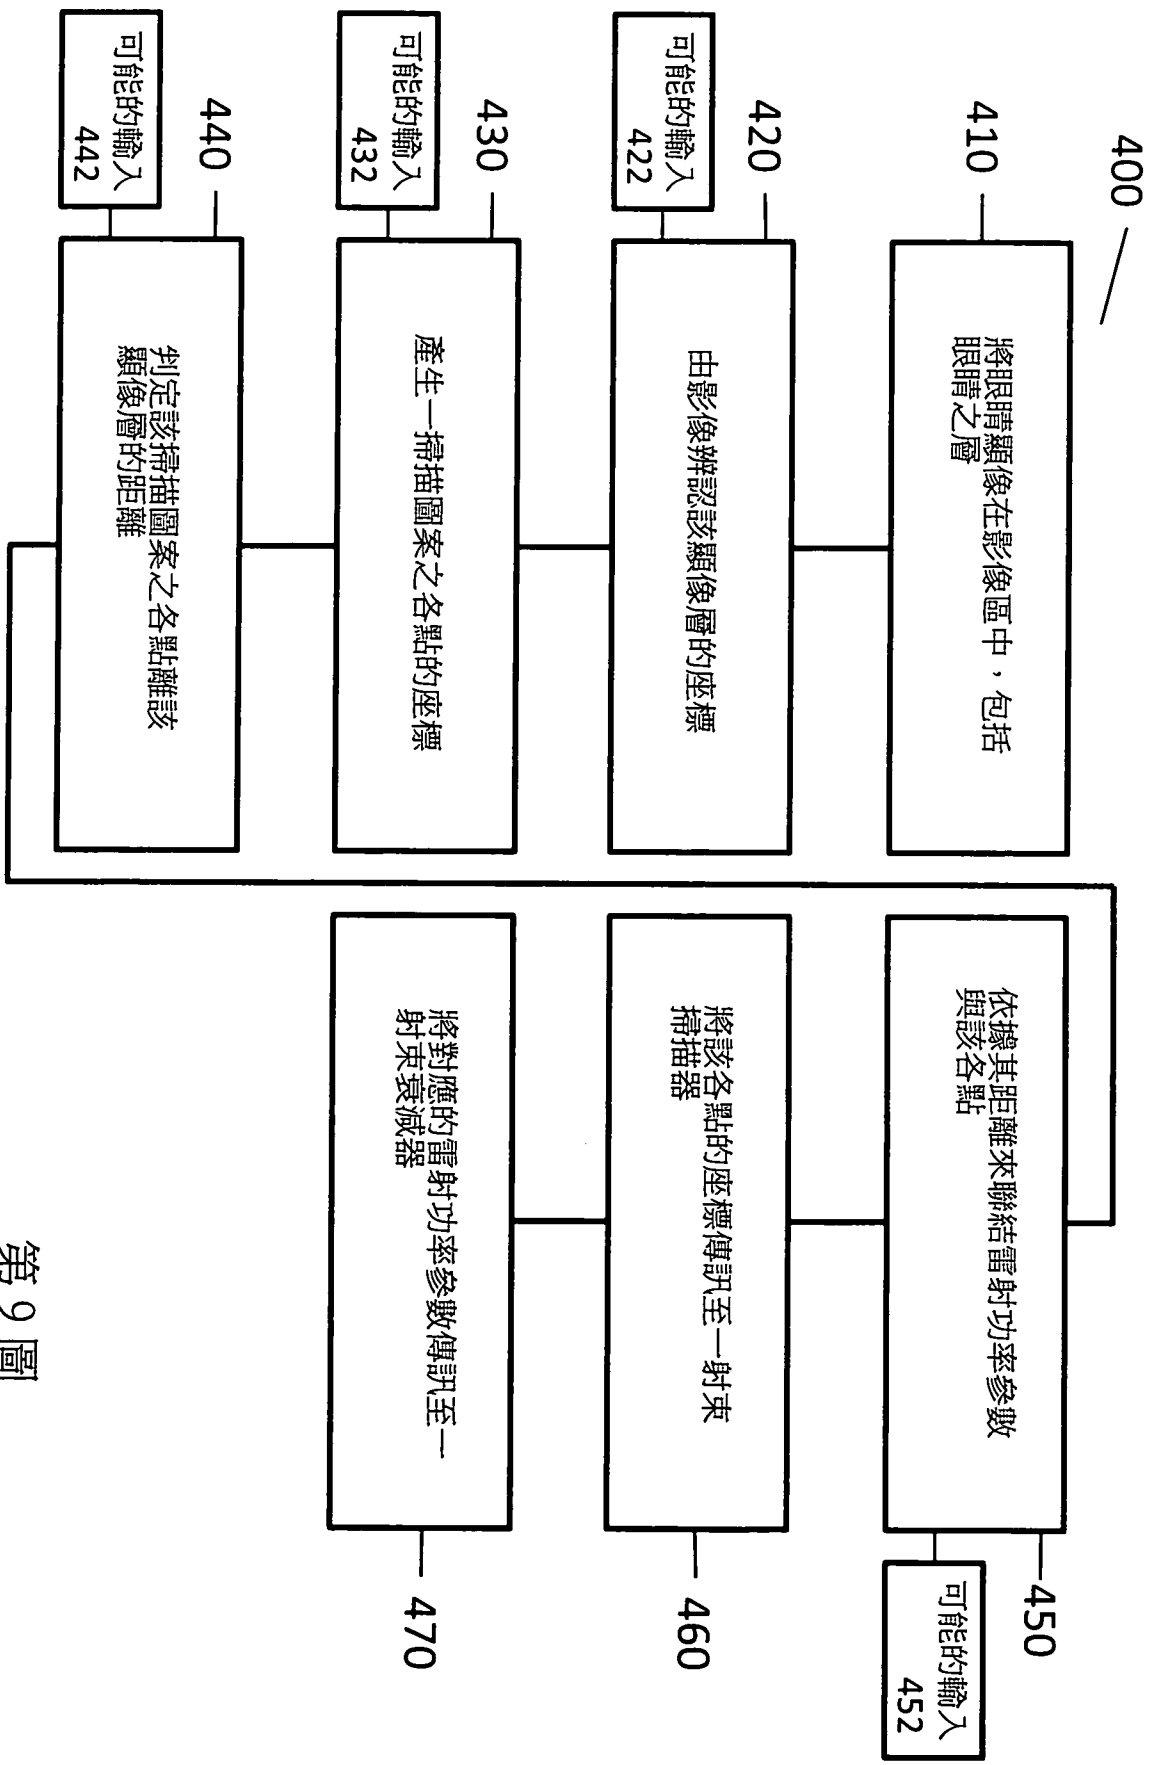 400
410
將眼睛顯像在影像區中，包括
眼睛之層
420
可能的輸入
422
由影像辨認該顯像層的座標
430
可能的輸入
432
產生一掃描圖案之各點的座標
440
可能的輸入
442
判定該掃描圖案之各點離該
顯像層的距離
450
可能的輸入
452
依據其距離來聯結雷射功率參數
與該各點
460
將該各點的座標傳訊至一射束
掃描器
470
將對應的雷射功率參數傳訊至一
射束衰減器
第9圖